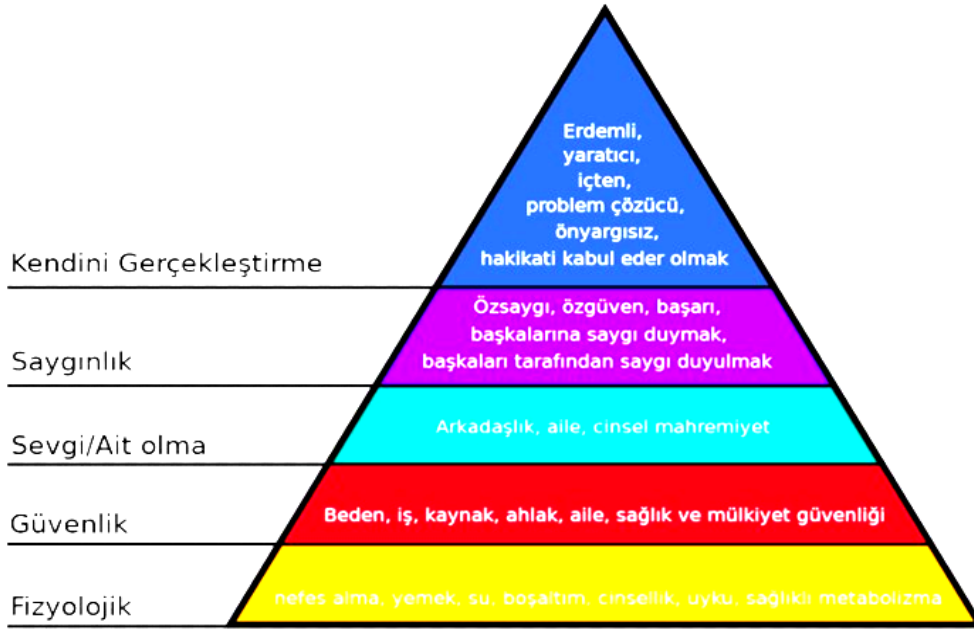 Erdemli,
yaratıcı,
içten,
problem çözücü,
önyargısız,
hakikati kabul eder olmak
Kendini Gerçekleştirme
Özsaygı, özgüven, başarı,
başkalarına saygı duymak,
başkaları tarafından saygı duyulmak
Saygınlık
Arkadaşlık, aile, cinsel mahremiyet
Sevgi/Ait olma
Beden, iş, kaynak, ahlak, aile, sağlık ve mülkiyet güvenliği
Güvenlik
nefes alma, yemek, su, boşaltım, cinsellik, uyku, sağlıklı metabolizma
Fizyolojik